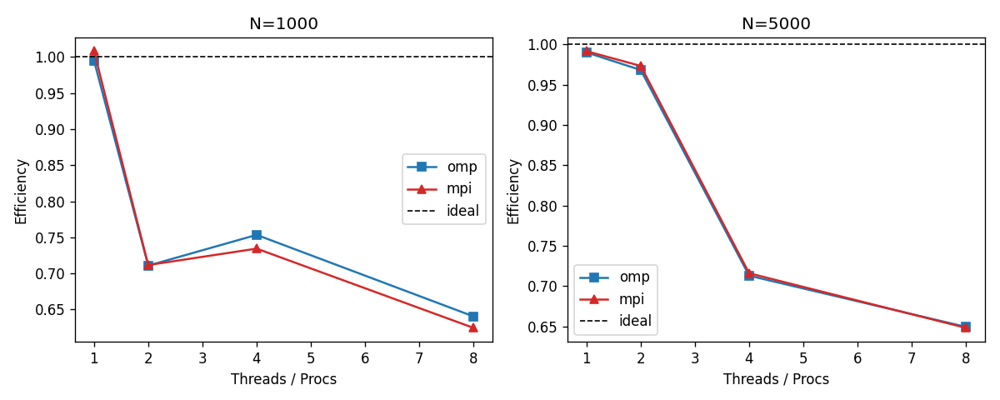 N=1000
1.00
0.95
0.90
0.85
0.80
0.75
0.70
0.65
Efficiency
omp
mpi
ideal
1 2 3 4 5 6 7 8
Threads / Procs
N=5000
1.00
0.95
0.90
0.85
0.80
0.75
0.70
0.65
Efficiency
omp
mpi
ideal
1 2 3 4 5 6 7 8
Threads / Procs